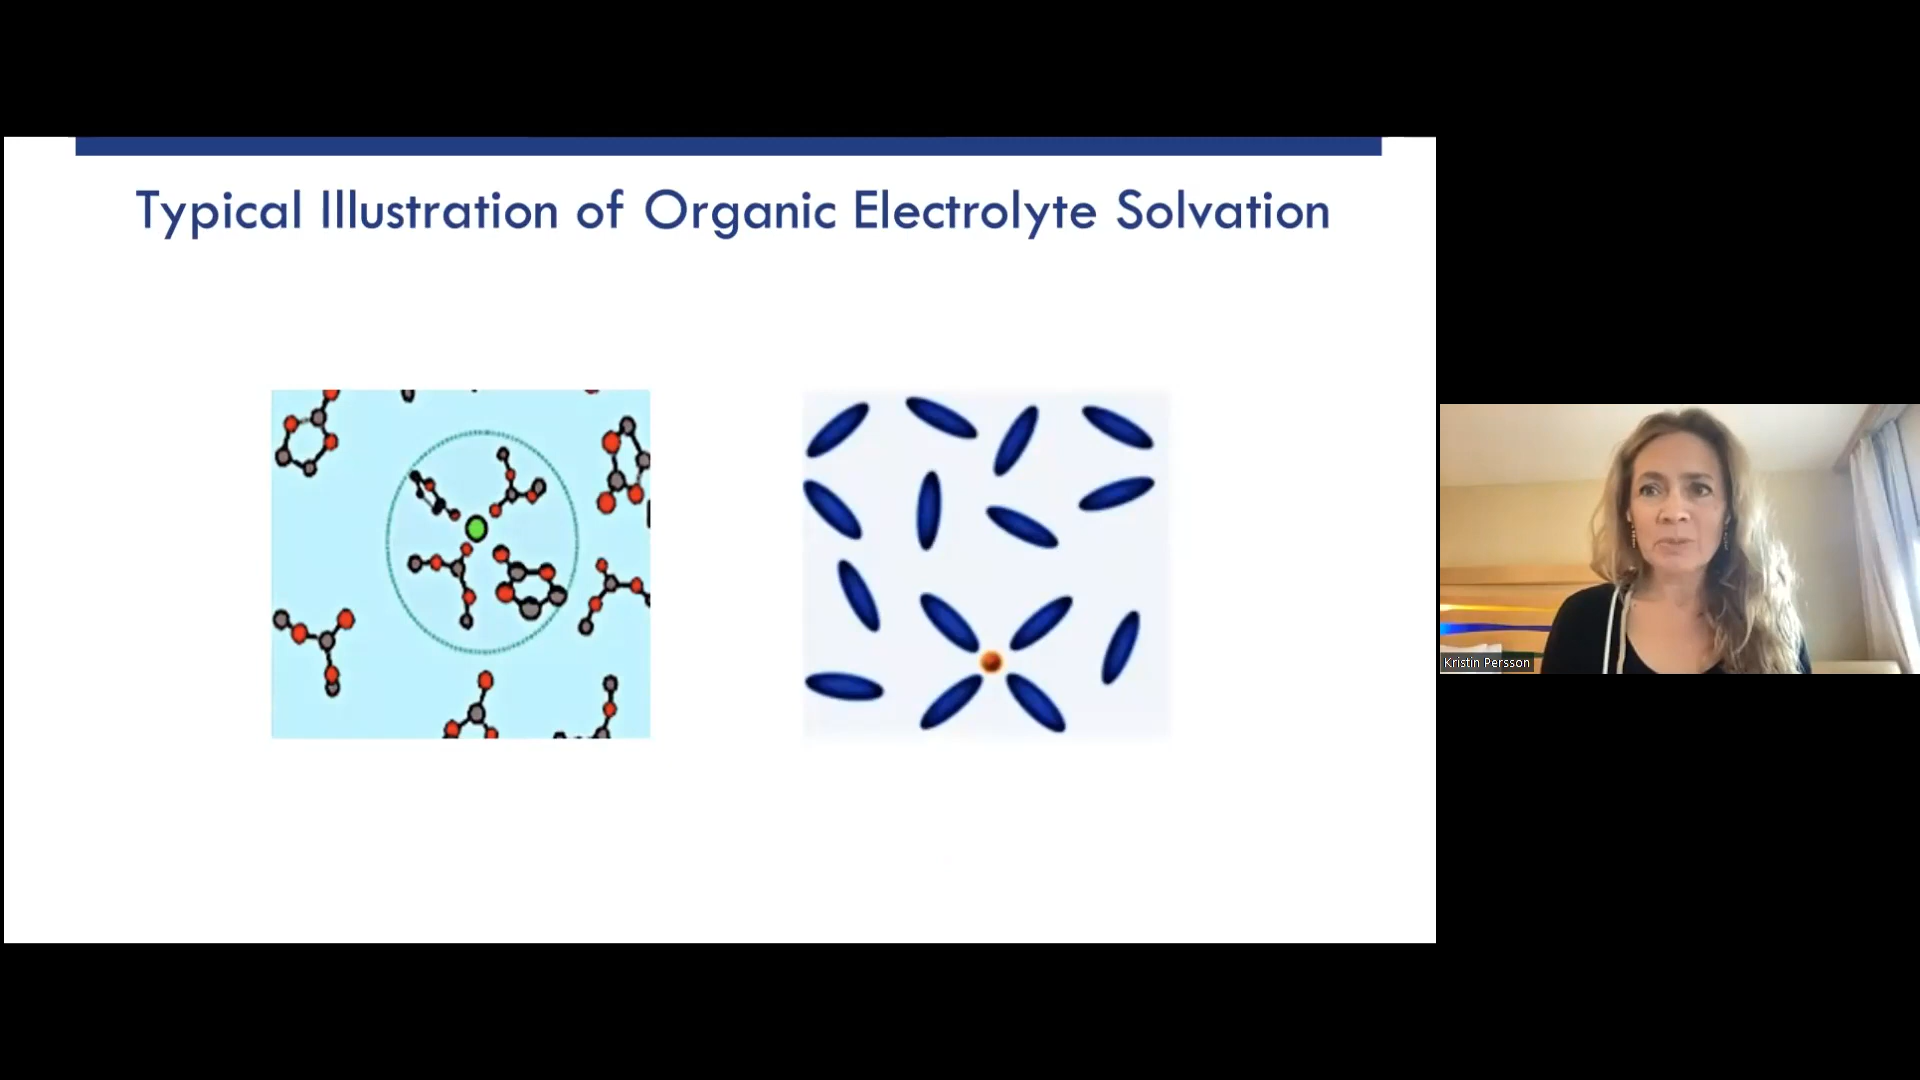 Typical Illustration of Organic Electrolyte Solvation
Kristin Persson